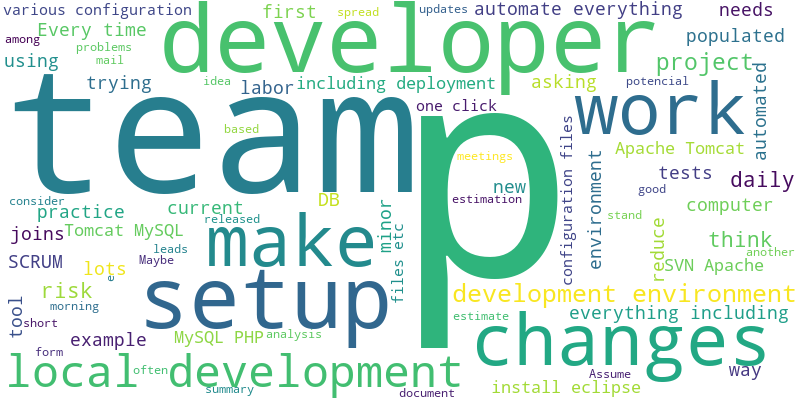 various configuration
first
spread
updates
automate everything
needs
among
Every time
developer
populated
problems
mail
using
trying
idea
labor
including deployment
asking
project
potencial
team
p
one click
work
automated
based
Apache Tomcat
meetings
configuration files
environment
tests
daily
good
consider
practice
current
DB
new
estimation
computer
released
stand
Tomcat MySQL
minor
joins
make
files etc
reduce
think
another
leads
Maybe
SCRUM
lots
e
setup
SVN Apache
risk
development environment
morning
tool
short
example
MySQL PHP
analysis
estimate
everything including
changes
form
local development
often
summary
document
Assume
way
install eclipse